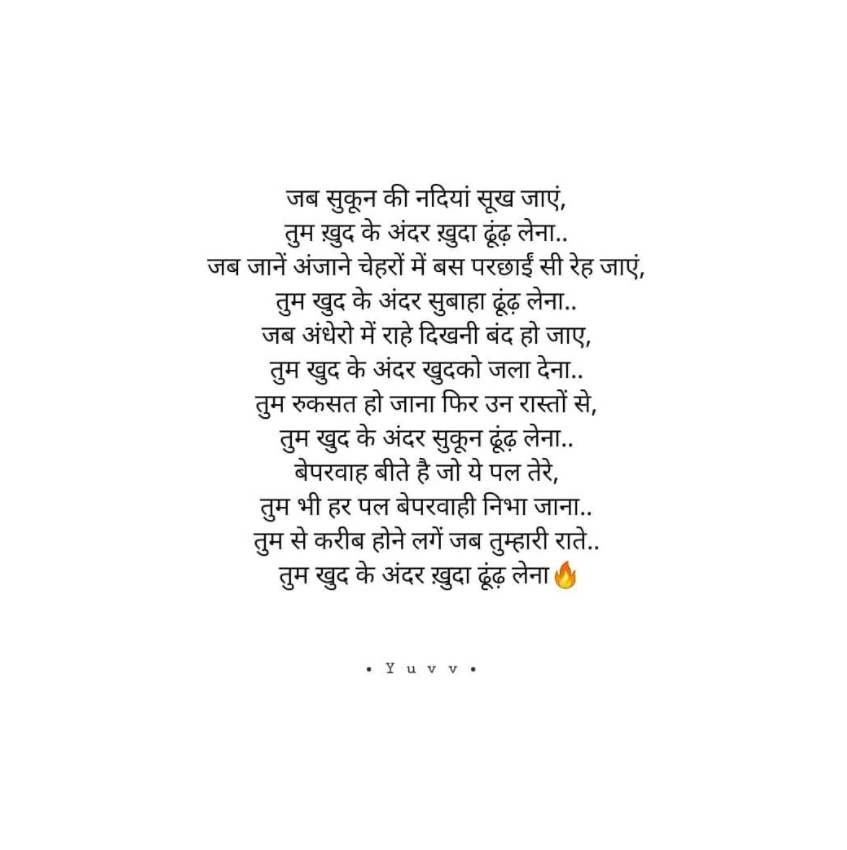 जब सुकून की नदियां सूख जाएं,
तुम ख़ुद के अंदर ख़ुदा ढूंढ़ लेना..
जब जानें अंजाने चेहरों में बस परछाईं सी रेह जाएं,
तुम खुद के अंदर सुबाहा ढूंढ़ लेना..
जब अंधेरो में राहे दिखनी बंद हो जाए,
तुम खुद के अंदर खुदको जला देना..
तुम रुकसत हो जाना फिर उन रास्तों से,
तुम खुद के अंदर सुकून ढूंढ़ लेना..
बेपरवाह बीते है जो ये पल तेरे,
तुम भी हर पल बेपरवाही निभा जाना..
तुम से करीब होने लगें जब तुम्हारी राते..
तुम खुद के अंदर ख़ुदा ढूंढ़ लेना🔥
• Y u v v •